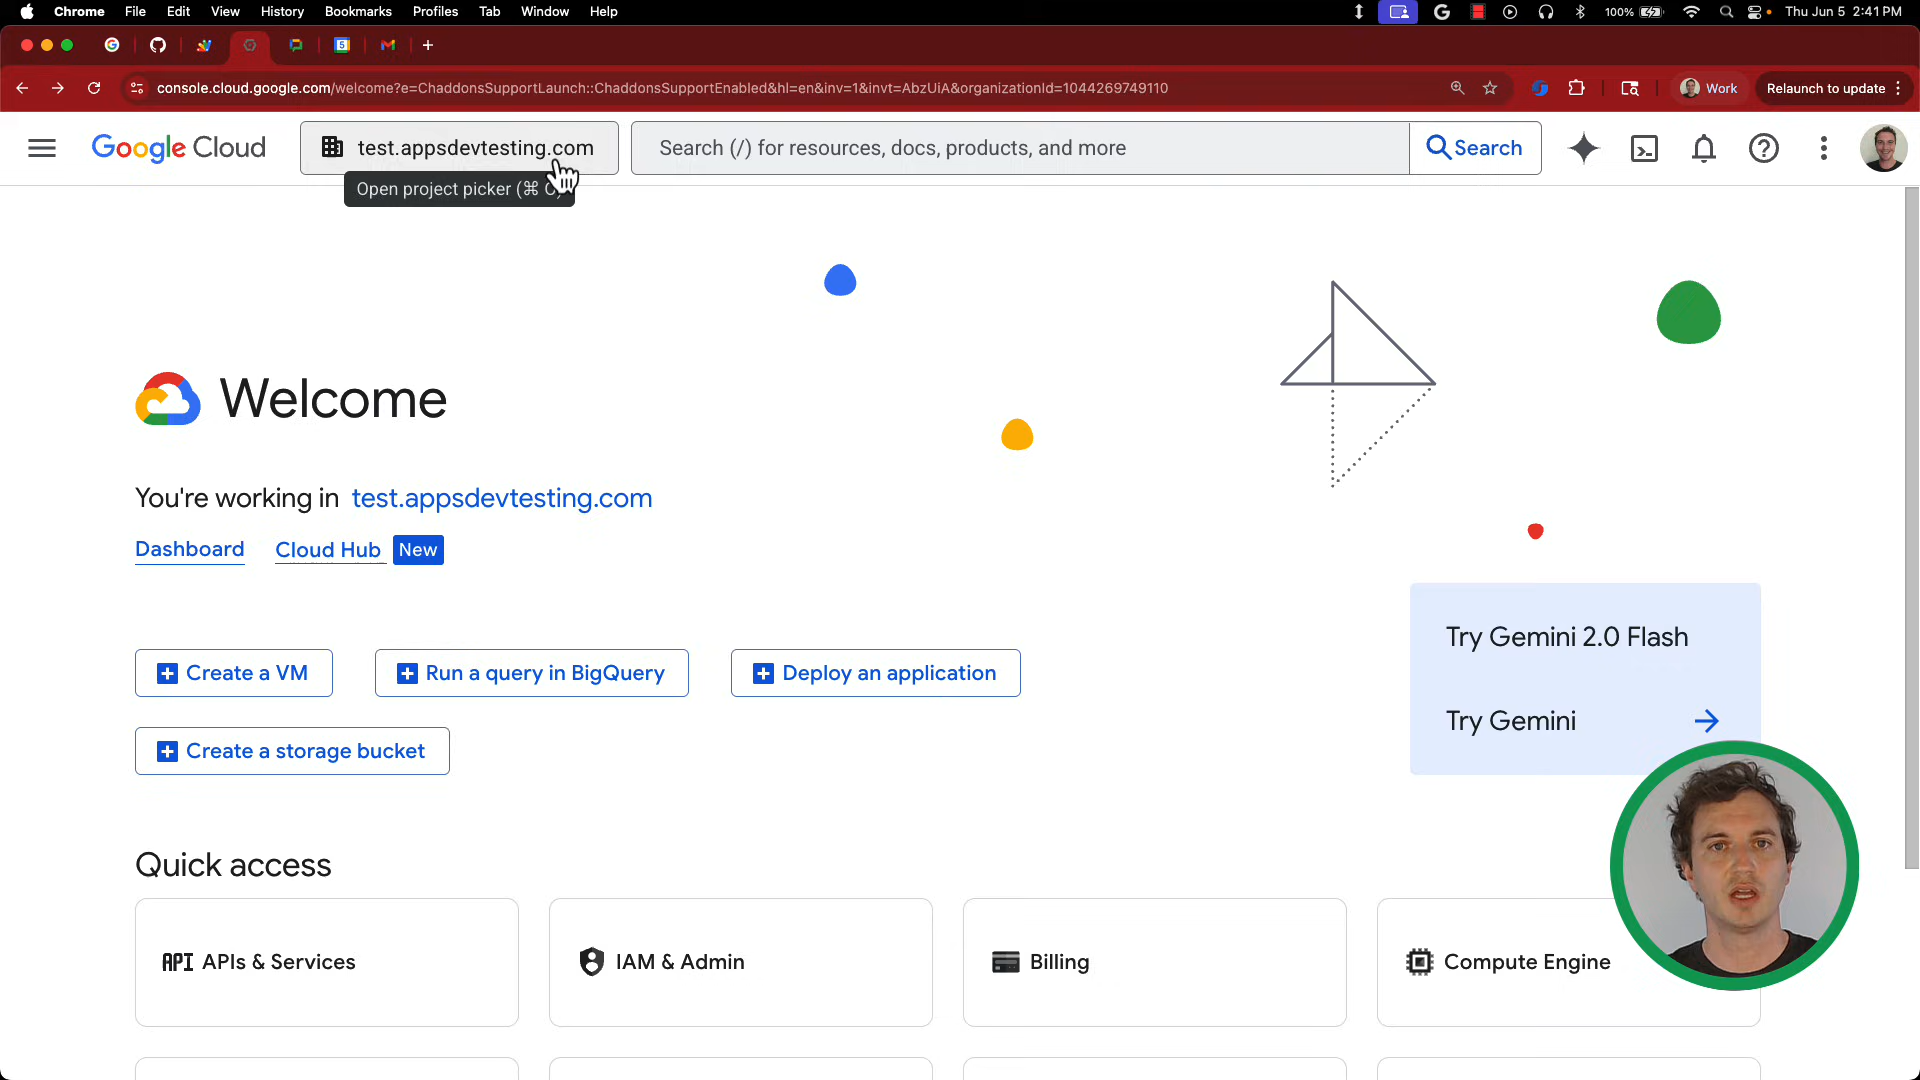 Chrome File Edit View History Bookmarks Profiles Tab Window Help 100% Thu Jun 5 2:41 PM
5
console.cloud.google.com/welcome?e=ChaddonsSupportLaunch::ChaddonsSupportEnabled&hl=en&inv=1&invt=AbzUiA&organizationId=1044269749110 Work Relaunch to update
Google Cloud test.appsdevtesting.com Search (/) for resources, docs, products, and more Search
Open project picker (⌘ O)
Welcome
You're working in test.appsdevtesting.com
Dashboard Cloud Hub New
Try Gemini 2.0 Flash
Create a VM Run a query in BigQuery Deploy an application
Try Gemini
Create a storage bucket
Quick access
API APIs & Services IAM & Admin Billing Compute Engine